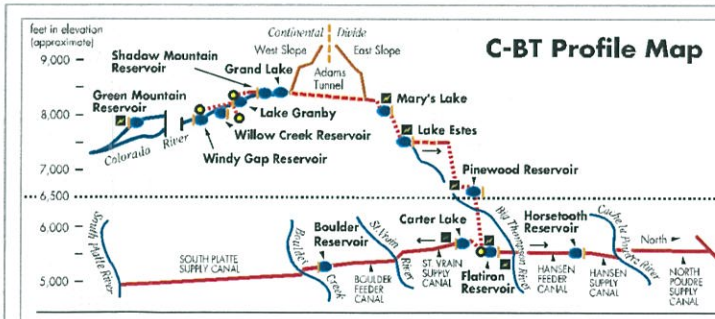 feet in elevation
(approximate)
C-BT Profile Map
Continental Divide
West Slope East Slope
Adams
Tunnel
9,000
8,000
7,000
6,500
6,000
5,000
Shadow Mountain
Reservoir
Grand Lake
Green Mountain
Reservoir
Lake Granby
Willow Creek Reservoir
Windy Gap Reservoir
Colorado River
Mary's Lake
Lake Estes
Pinewood Reservoir
South Platte River
SOUTH PLATTE
SUPPLY CANAL
Boulder
Reservoir
Boulder
Creek
BOULDER
FEEDER
CANAL
St. Vrain
River
Carter Lake
ST. VRAIN
SUPPLY
CANAL
Flatiron
Reservoir
Big Thompson River
Horsetooth Reservoir
HANSEN
FEEDER
CANAL
Cache la Poudre River
HANSEN
SUPPLY
CANAL
North
NORTH
POUDRE
SUPPLY
CANAL